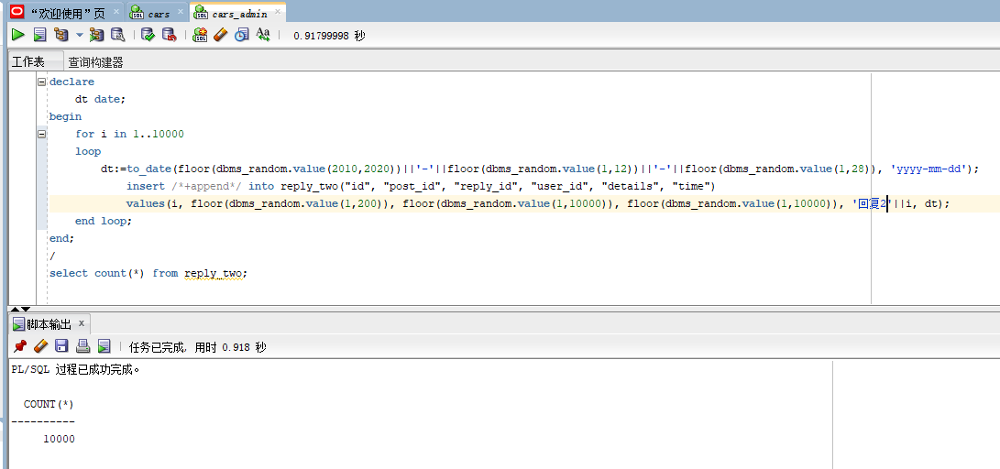 “欢迎使用”页 × cars × cars_admin ×
0.91799998 秒
工作表 查询构建器
declare
dt date;
begin
for i in 1..10000
loop
dt:=to_date(floor(dbms_random.value(2010,2020))||'-'||floor(dbms_random.value(1,12))||'-'||floor(dbms_random.value(1,28)), 'yyyy-mm-dd');
insert /*+append*/ into reply_two("id", "post_id", "reply_id", "user_id", "details", "time")
values(i, floor(dbms_random.value(1,200)), floor(dbms_random.value(1,10000)), floor(dbms_random.value(1,10000)), '回复2'||i, dt);
end loop;
end;
/
select count(*) from reply_two;
脚本输出 ×
任务已完成, 用时 0.918 秒
PL/SQL 过程已成功完成。
COUNT(*)
----------
10000